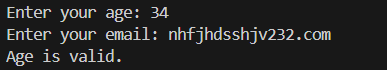 Enter your age: 34
Enter your email: nhfjhdsshjv232.com
Age is valid.